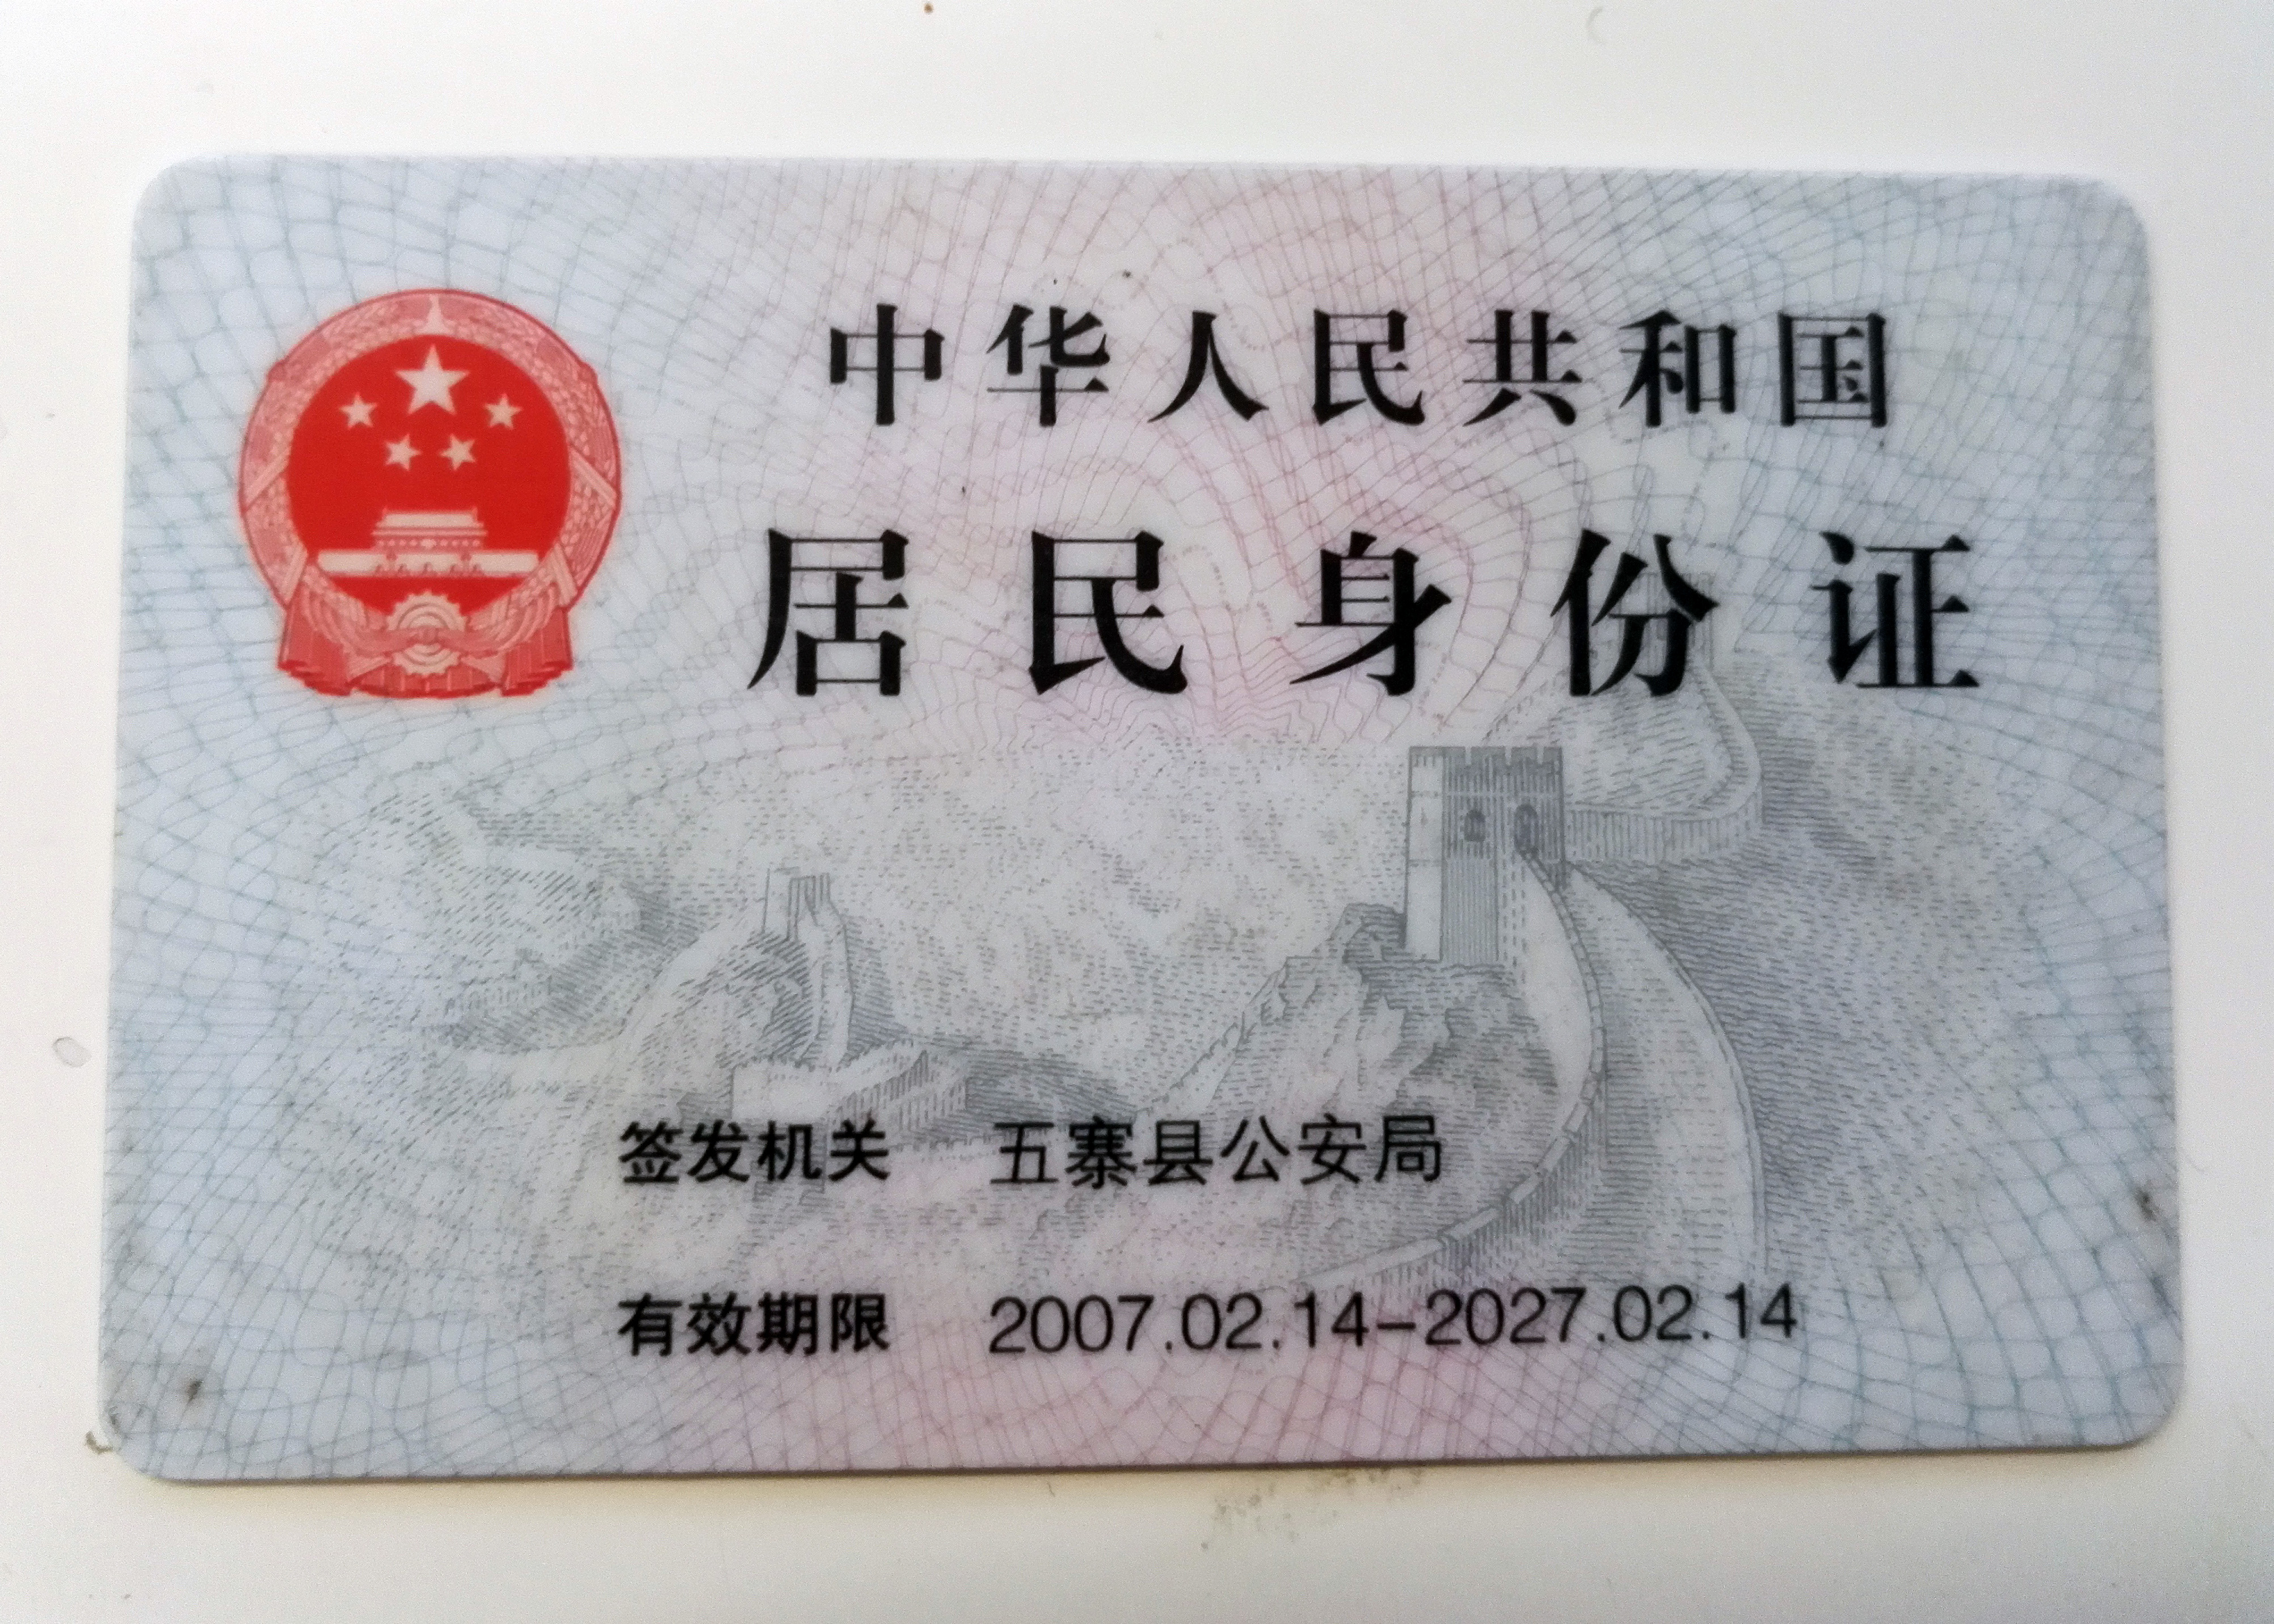 中华人民共和国
居民身份证
签发机关 五寨县公安局
有效期限 2007.02.14-2027.02.14